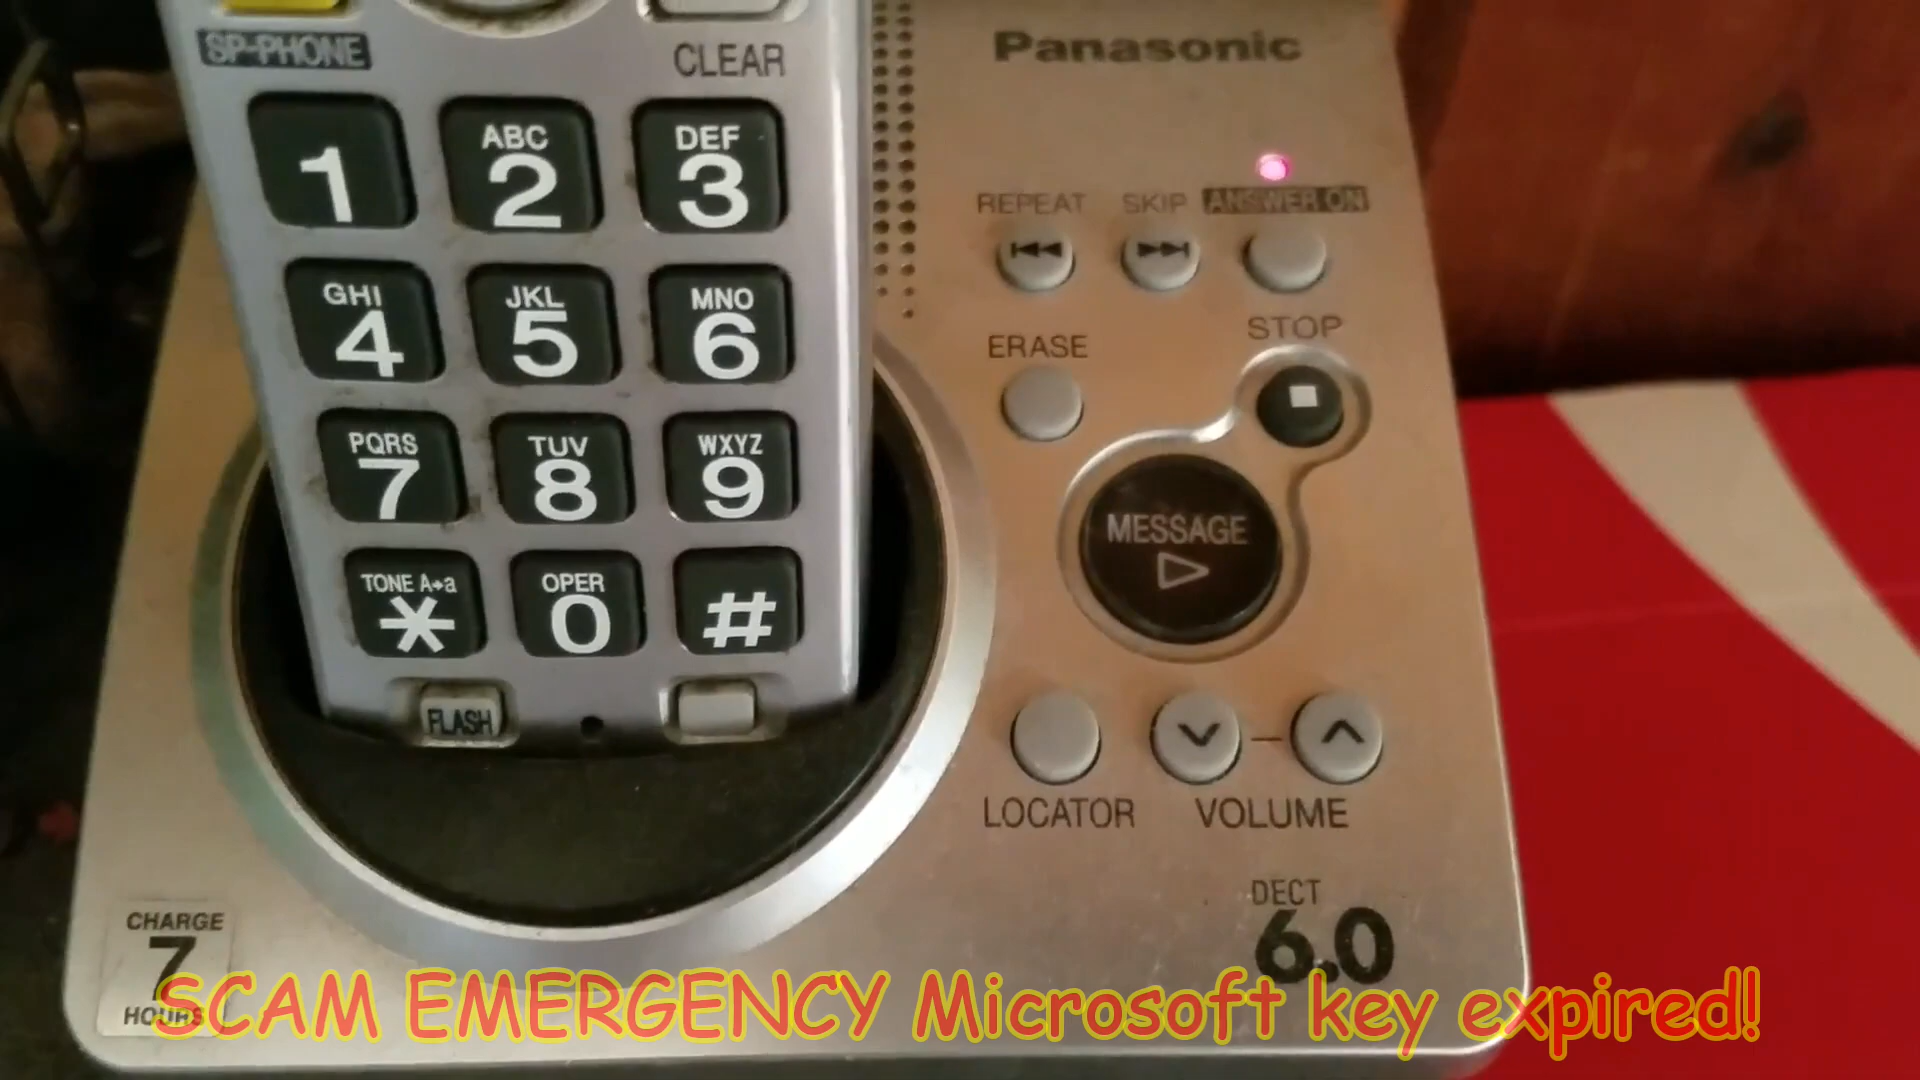 SP-PHONE
CLEAR
1
ABC
2
DEF
3
GHI
4
JKL
5
MNO
6
PQRS
7
TUV
8
WXYZ
9
TONE A→a
*
OPER
0
#
FLASH
CHARGE
7
HOURS
Panasonic
REPEAT
SKIP
ANSWER ON
ERASE
STOP
MESSAGE
LOCATOR
VOLUME
DECT
6.0
SCAM EMERGENCY Microsoft key expired!